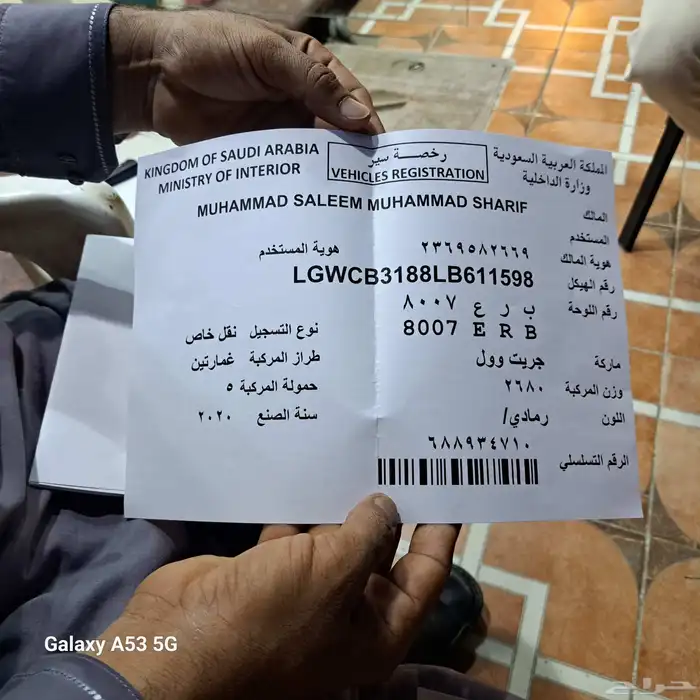 KINGDOM OF SAUDI ARABIA
MINISTRY OF INTERIOR
رخصـــة سير
VEHICLES REGISTRATION
المملكة العربية السعودية
وزارة الداخلية
المالك MUHAMMAD SALEEM MUHAMMAD SHARIF
المستخدم
هوية المالك ٢٣٦٩٥٨٢٦٦٩ هوية المستخدم
رقم الهيكل LGWCB3188LB611598
رقم اللوحة ب ر ع ٨٠٠٧
8007 E R B
نوع التسجيل نقل خاص
ماركة جريت وول طراز المركبة غمارتين
وزن المركبة ٢٦٨٠ حمولة المركبة ٥
اللون رمادي/ سنة الصنع ٢٠٢٠
الرقم التسلسلي ٦٨٨٩٣٤٧١٠
Galaxy A53 5G
حراج